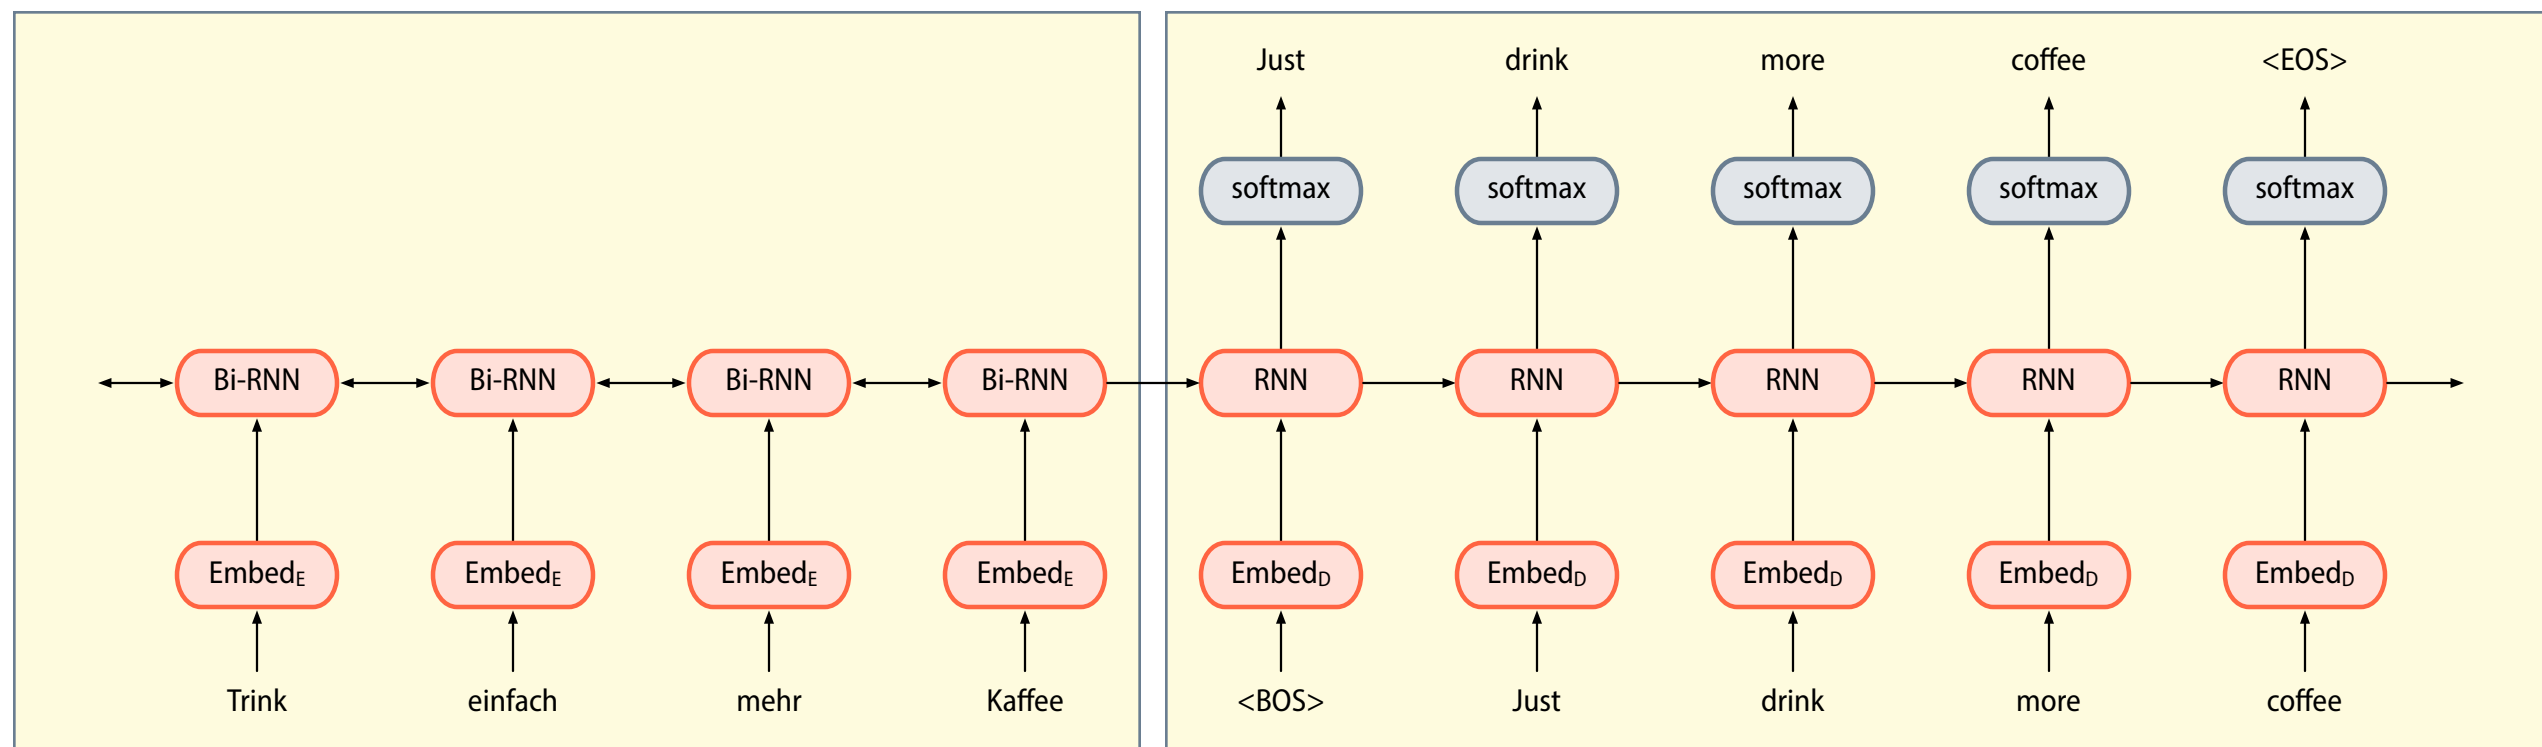 Just drink more coffee <EOS>
softmax softmax softmax softmax softmax
Bi-RNN Bi-RNN Bi-RNN Bi-RNN RNN RNN RNN RNN RNN
EmbedE EmbedE EmbedE EmbedE EmbedD EmbedD EmbedD EmbedD EmbedD
Trink einfach mehr Kaffee <BOS> Just drink more coffee